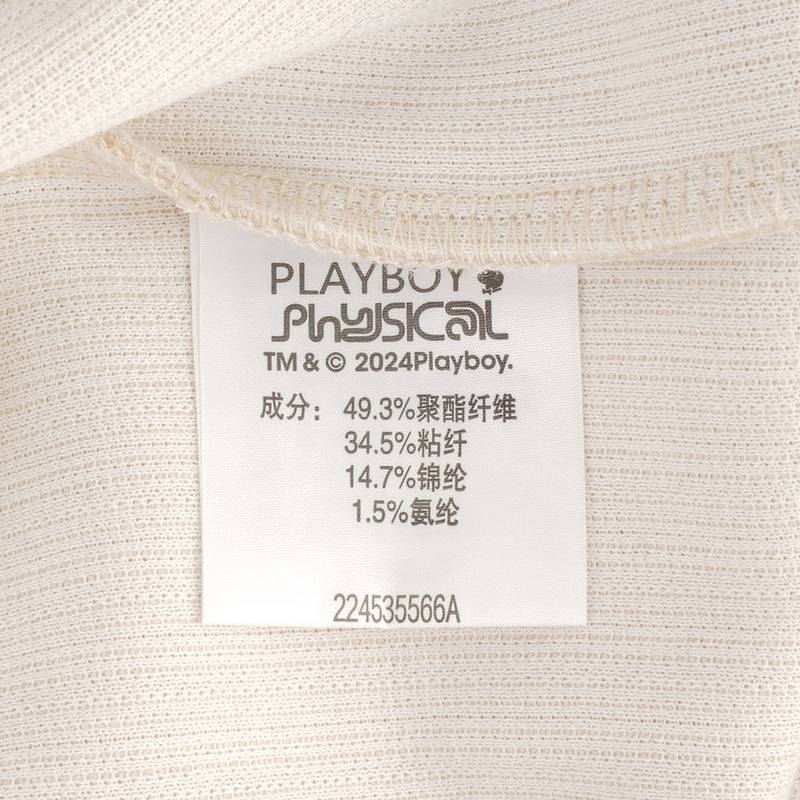 PLAYBOY
PhySICAL
TM & © 2024Playboy.
成分： 49.3%聚酯纤维
34.5%粘纤
14.7%锦纶
1.5%氨纶
224535566A